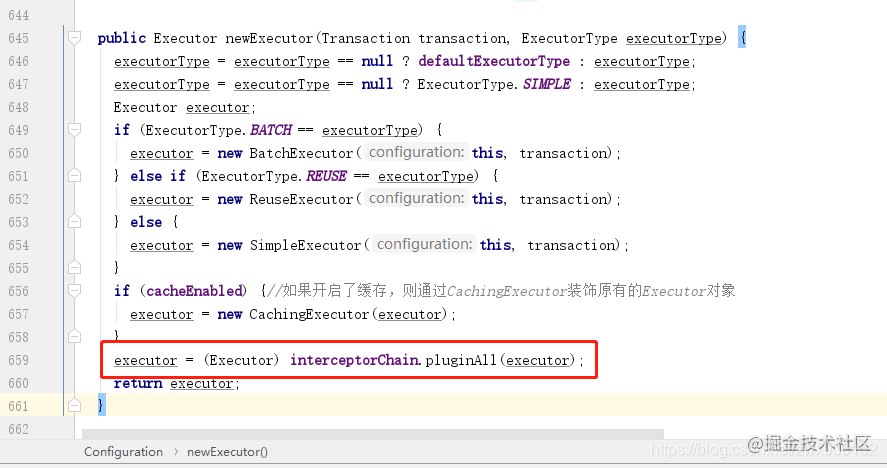 644
645 public Executor newExecutor(Transaction transaction, ExecutorType executorType) {
646 executorType = executorType == null ? defaultExecutorType : executorType;
647 executorType = executorType == null ? ExecutorType.SIMPLE : executorType;
648 Executor executor;
649 if (ExecutorType.BATCH == executorType) {
650 executor = new BatchExecutor( configuration: this, transaction);
651 } else if (ExecutorType.REUSE == executorType) {
652 executor = new ReuseExecutor( configuration: this, transaction);
653 } else {
654 executor = new SimpleExecutor( configuration: this, transaction);
655 }
656 if (cacheEnabled) {//如果开启了缓存，则通过CachingExecutor装饰原有的Executor对象
657 executor = new CachingExecutor(executor);
658 }
659 executor = (Executor) interceptorChain.pluginAll(executor);
660 return executor;
661 }
662
@掘金技术社区
Configuration › newExecutor()